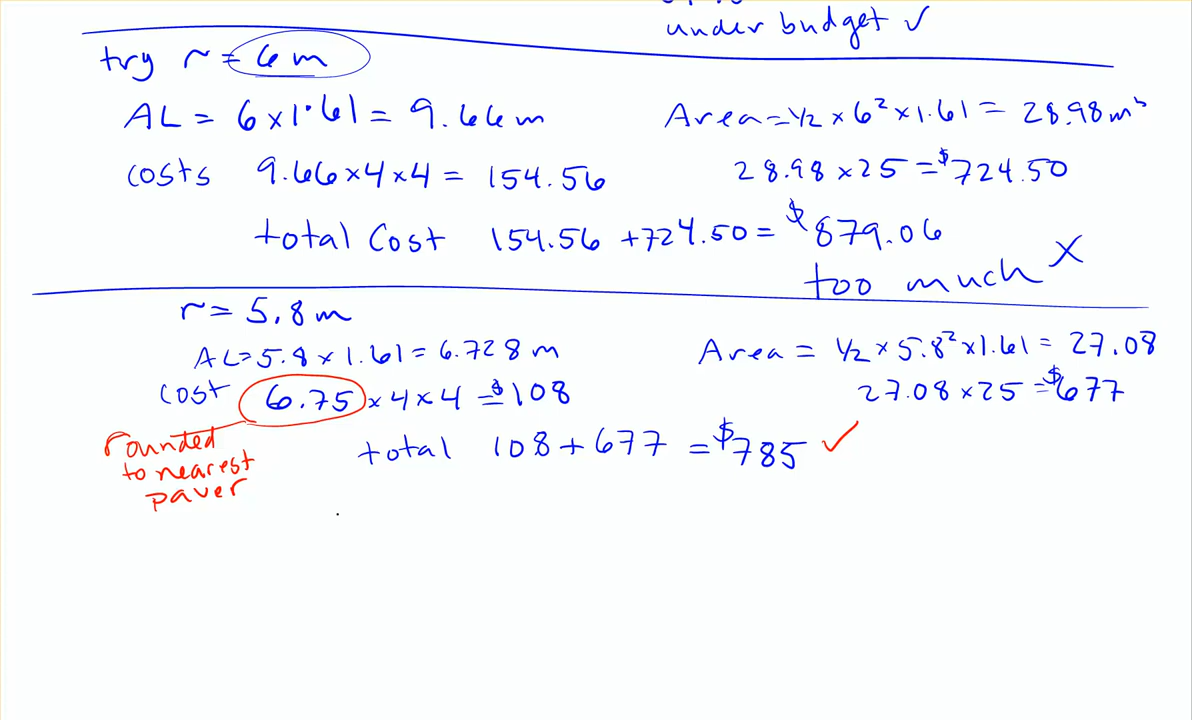 under budget ✓
try r = 6 m
AL = 6 x 1.61 = 9.66 m
Area = 1/2 x 6² x 1.61 = 28.98 m²
costs 9.66 x 4 x 4 = 154.56
28.98 x 25 = $724.50
total Cost 154.56 + 724.50 = $879.06
too much X
r = 5.8 m
AL = 5.8 x 1.61 = 6.728 m
Area = 1/2 x 5.8² x 1.61 = 27.08
cost 6.75 x 4 x 4 = $108
27.08 x 25 = $677
total 108 + 677 = $785 ✓
rounded
to nearest
paver